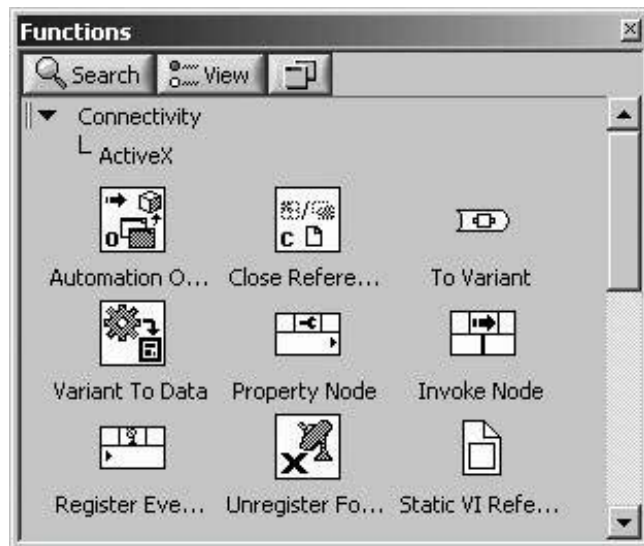 Functions
Search View
Connectivity
ActiveX
Automation O... Close Refere... To Variant
Variant To Data Property Node Invoke Node
Register Eve... Unregister Fo... Static VI Refe...